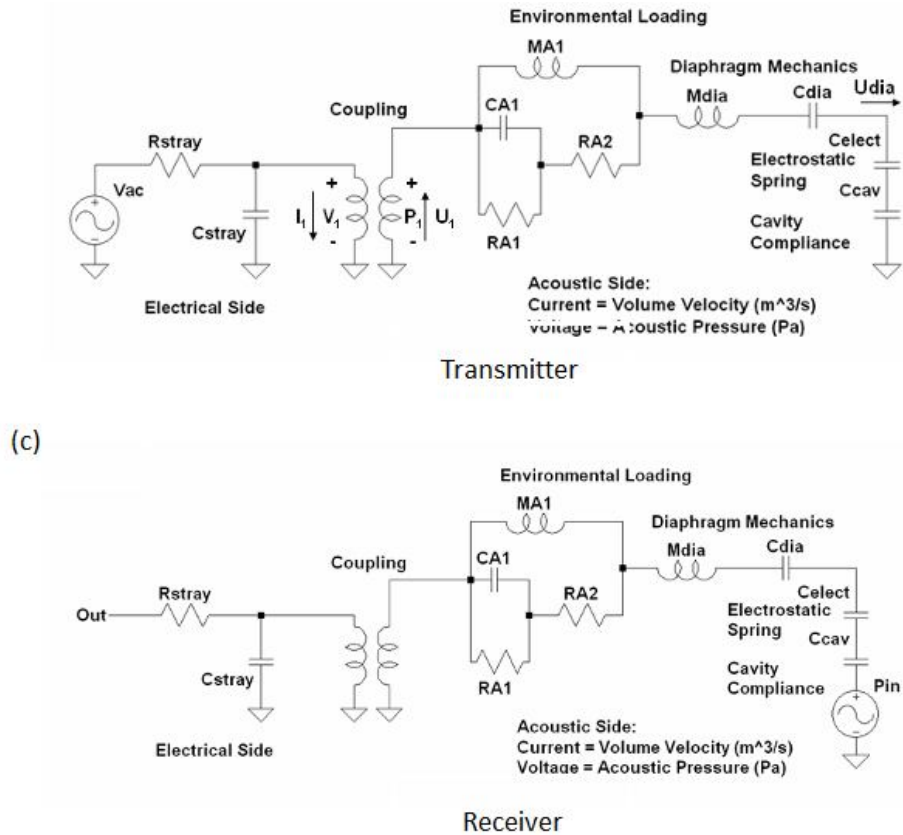 Environmental Loading
MA1
Diaphragm Mechanics
Mdia
Cdia
Udia
Coupling
CA1
Rstray
RA2
Celect
Electrostatic
Spring
Vac
+
+
+
I1 V1
P1 U1
Ccav
Cstray
-
-
RA1
Cavity
Compliance
Electrical Side
Acoustic Side:
Current = Volume Velocity (m^3/s)
Acoustic Pressure (Pa)
Transmitter
(c)
Environmental Loading
MA1
Diaphragm Mechanics
Mdia
Cdia
Coupling
CA1
Rstray
RA2
Celect
Out
Electrostatic
Spring
Ccav
Cstray
RA1
Cavity
Compliance
Pin
+
-
Electrical Side
Acoustic Side:
Current = Volume Velocity (m^3/s)
Voltage = Acoustic Pressure (Pa)
Receiver